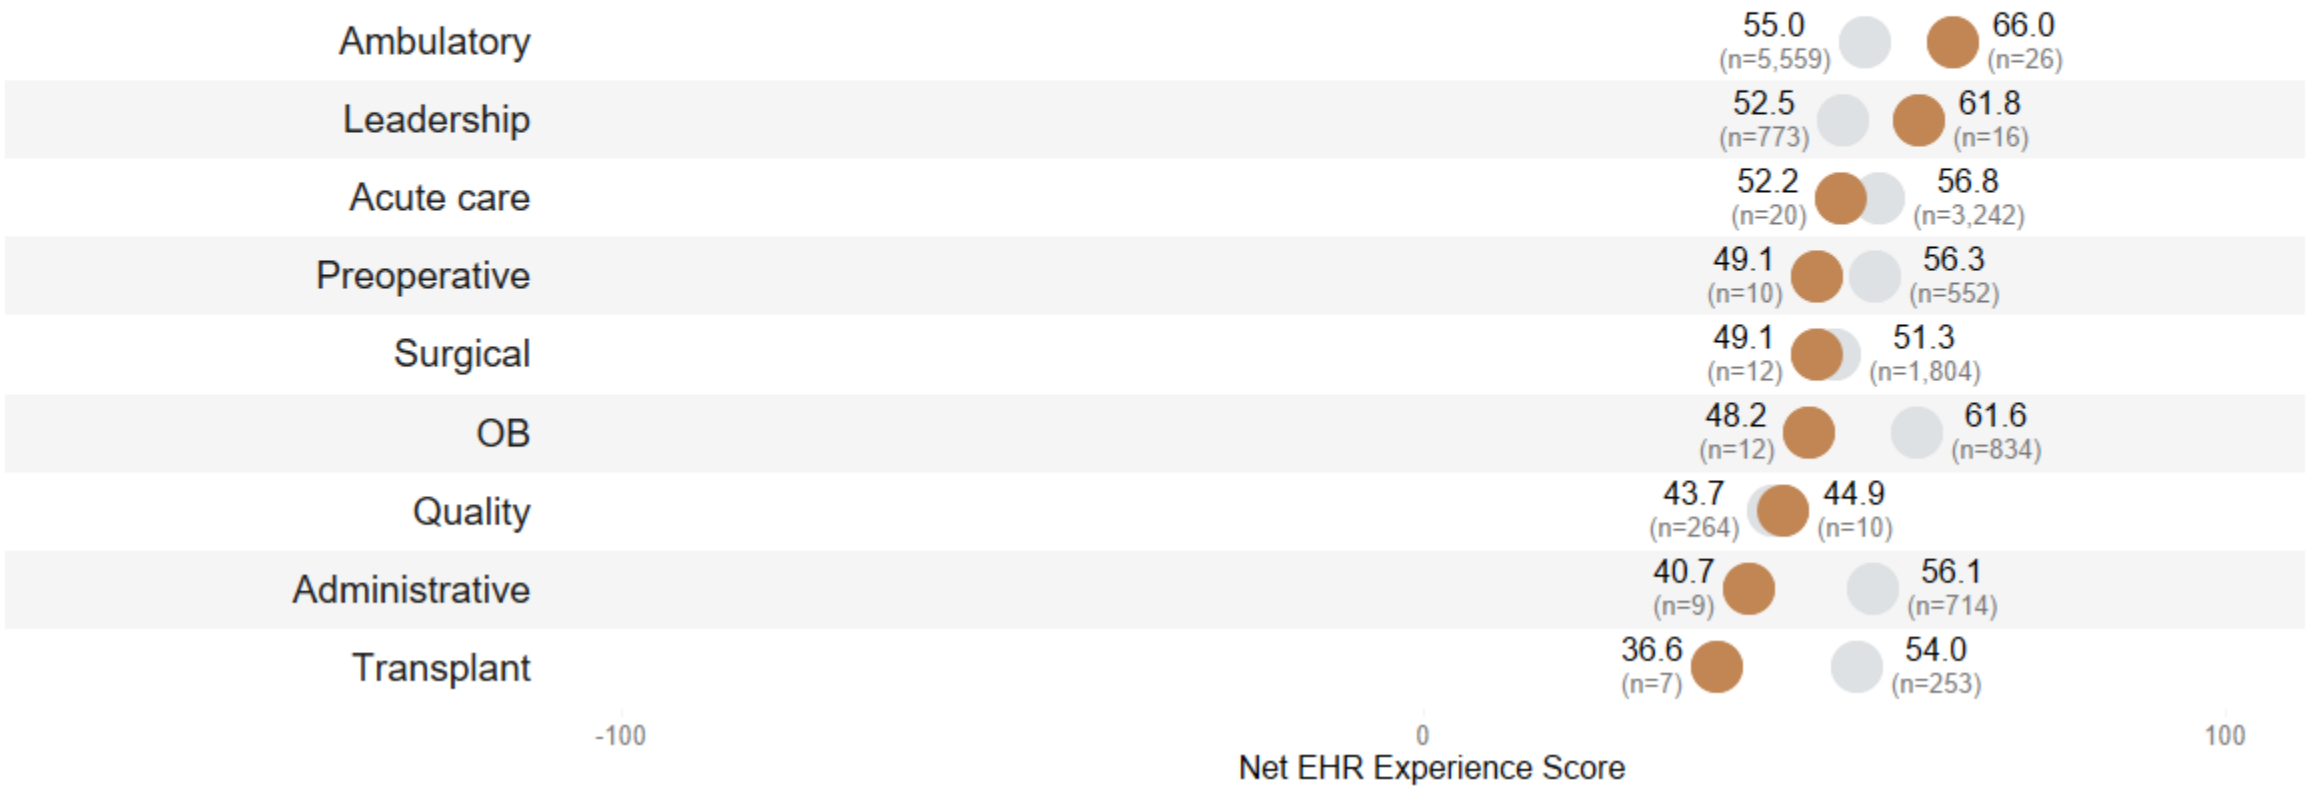 Ambulatory 55.0 66.0
(n=5,559) (n=26)
Leadership 52.5 61.8
(n=773) (n=16)
Acute care 52.2 56.8
(n=20) (n=3,242)
Preoperative 49.1 56.3
(n=10) (n=552)
Surgical 49.1 51.3
(n=12) (n=1,804)
OB 48.2 61.6
(n=12) (n=834)
Quality 43.7 44.9
(n=264) (n=10)
Administrative 40.7 56.1
(n=9) (n=714)
Transplant 36.6 54.0
(n=7) (n=253)
-100 0 100
Net EHR Experience Score